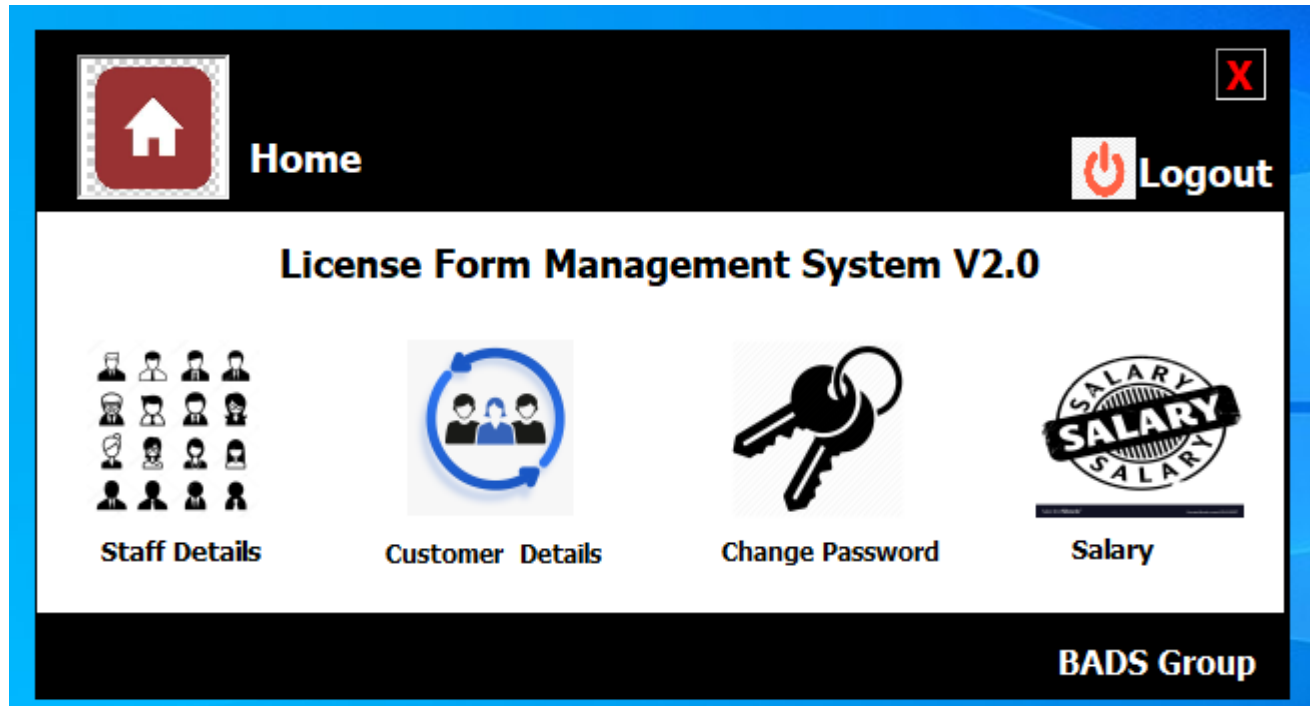 X
Home
Logout
License Form Management System V2.0
SALARY
SALARY
SALARY
Staff Details
Customer Details
Change Password
Salary
BADS Group